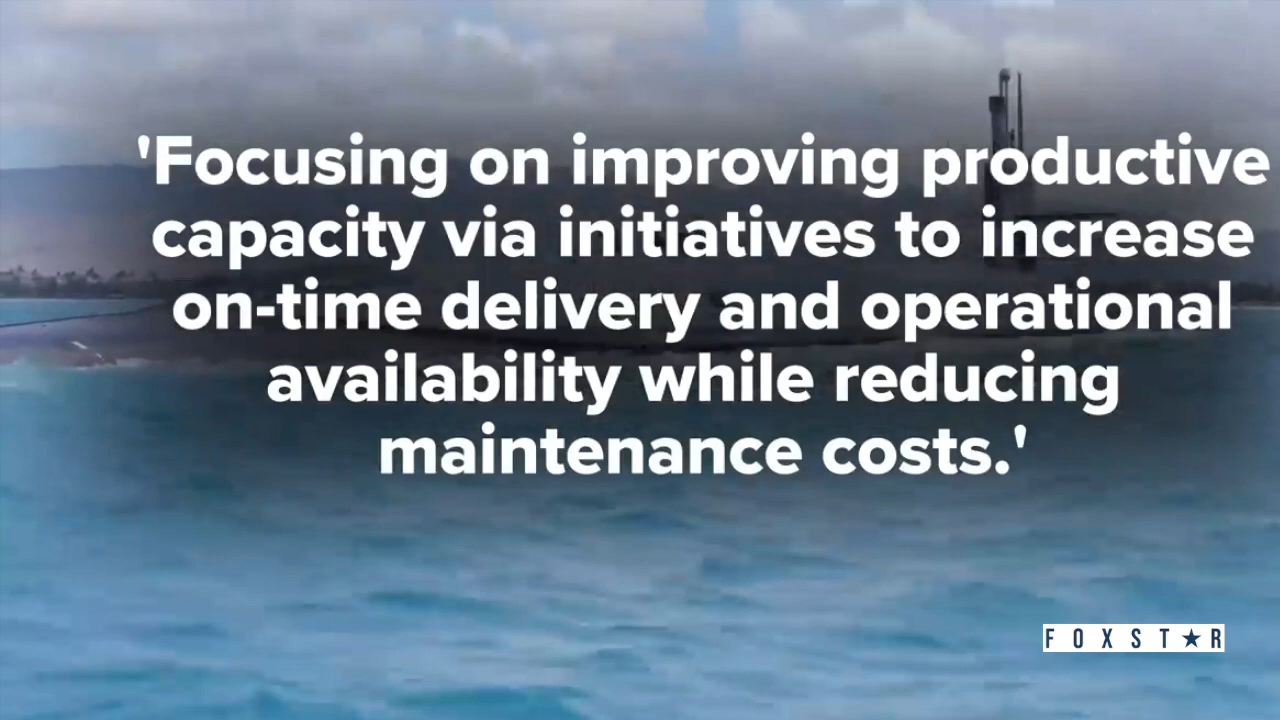 'Focusing on improving productive
capacity via initiatives to increase
on-time delivery and operational
availability while reducing
maintenance costs.'
FOXST★R